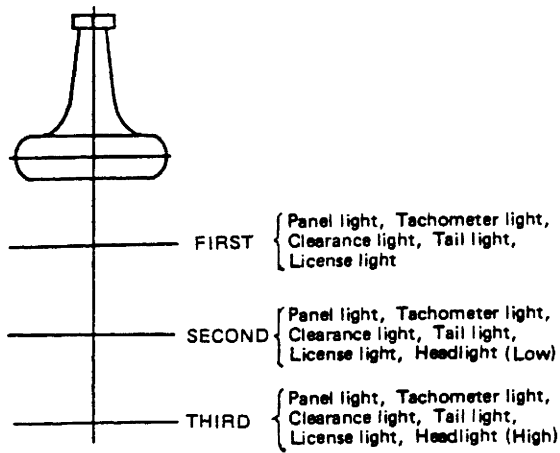 FIRST
Panel light, Tachometer light,
Clearance light, Tail light,
License light
SECOND
Panel light, Tachometer light,
Clearance light, Tail light,
License light, Headlight (Low)
THIRD
Panel light, Tachometer light,
Clearance light, Tail light,
License light, Headlight (High)